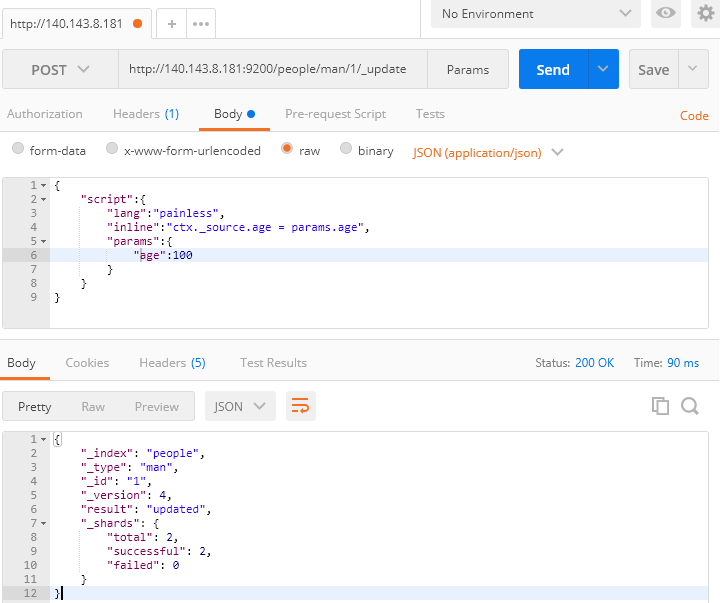 http://140.143.8.181
+
•••
No Environment
POST
http://140.143.8.181:9200/people/man/1/_update
Params
Send
Save
Authorization
Headers (1)
Body
Pre-request Script
Tests
Code
form-data
x-www-form-urlencoded
raw
binary
JSON (application/json)
1 {
2 "script":{
3 "lang":"painless",
4 "inline":"ctx._source.age = params.age",
5 "params":{
6 "age":100
7 }
8 }
9 }
Body
Cookies
Headers (5)
Test Results
Status: 200 OK
Time: 90 ms
Pretty
Raw
Preview
JSON
1 {
2 "_index": "people",
3 "_type": "man",
4 "_id": "1",
5 "_version": 4,
6 "result": "updated",
7 "_shards": {
8 "total": 2,
9 "successful": 2,
10 "failed": 0
11 }
12 }